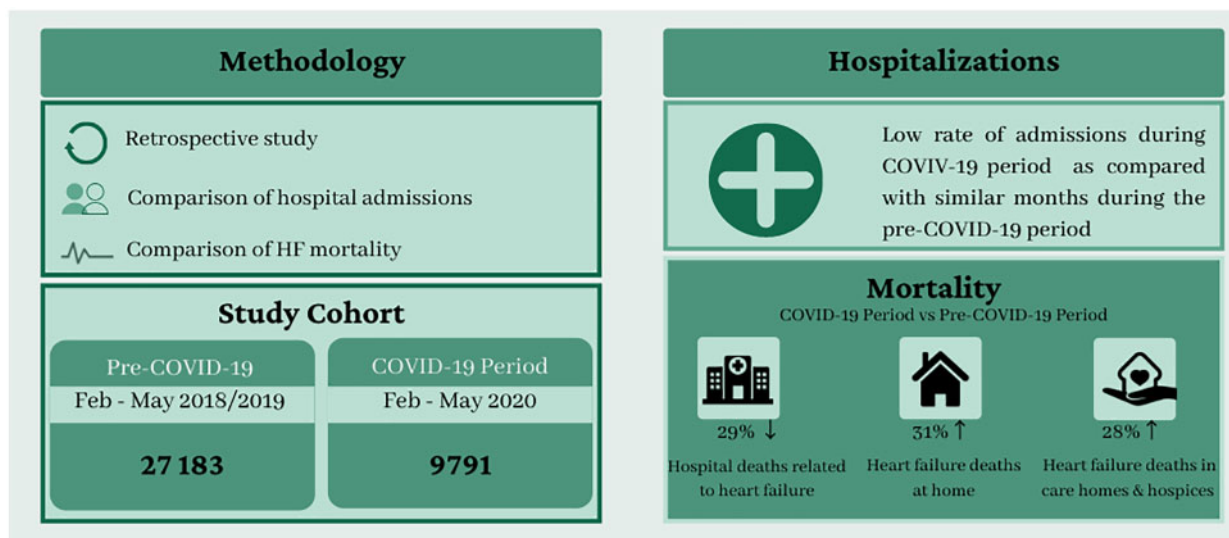 Methodology
Retrospective study
Comparison of hospital admissions
Comparison of HF mortality
Study Cohort
Pre-COVID-19
Feb - May 2018/2019
27 183
COVID-19 Period
Feb - May 2020
9791
Hospitalizations
Low rate of admissions during
COVIV-19 period as compared
with similar months during the
pre-COVID-19 period
Mortality
COVID-19 Period vs Pre-COVID-19 Period
29% ↓
Hospital deaths related
to heart failure
31% ↑
Heart failure deaths
at home
28% ↑
Heart failure deaths in
care homes & hospices